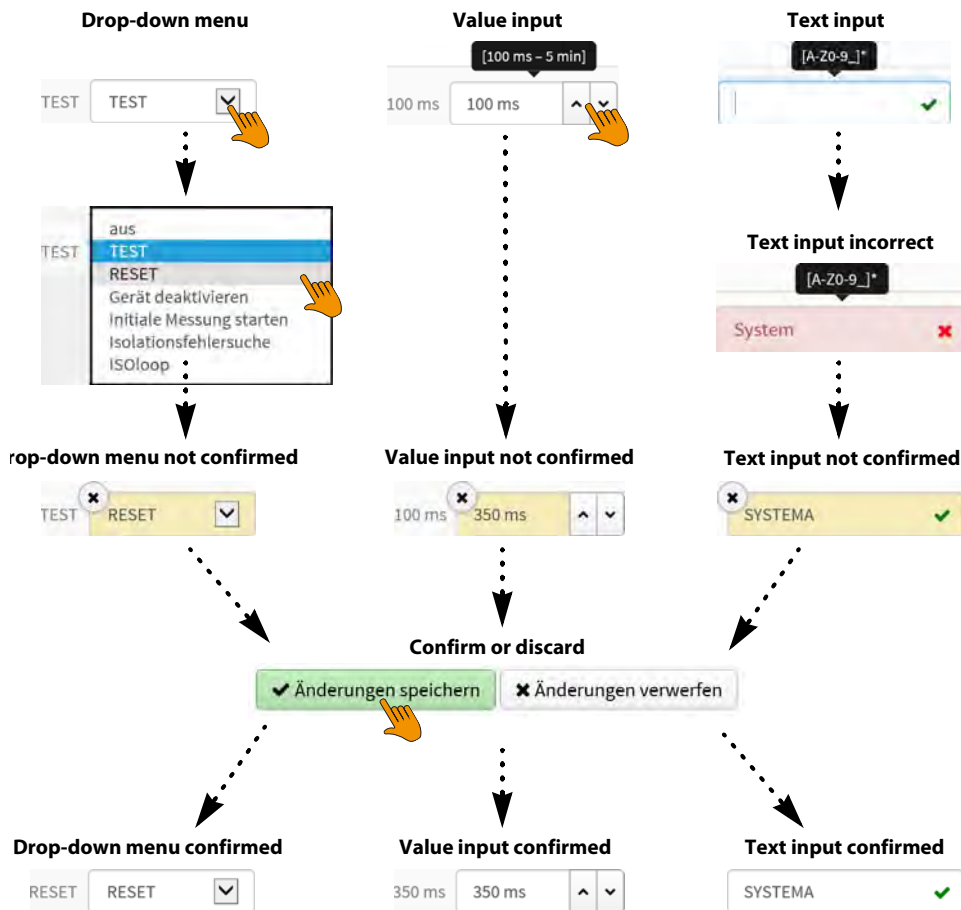 Drop-down menu
Value input
Text input
[100 ms – 5 min]
[A-Z0-9_]*
TEST
TEST
100 ms
100 ms
aus
TEST
TEST
RESET
Gerät deaktivieren
Initiale Messung starten
Isolationsfehlersuche
ISOloop
Text input incorrect
[A-Z0-9_]*
System
rop-down menu not confirmed
Value input not confirmed
Text input not confirmed
TEST
RESET
100 ms
350 ms
SYSTEMA
Confirm or discard
Änderungen speichern
Änderungen verwerfen
Drop-down menu confirmed
Value input confirmed
Text input confirmed
RESET
RESET
350 ms
350 ms
SYSTEMA